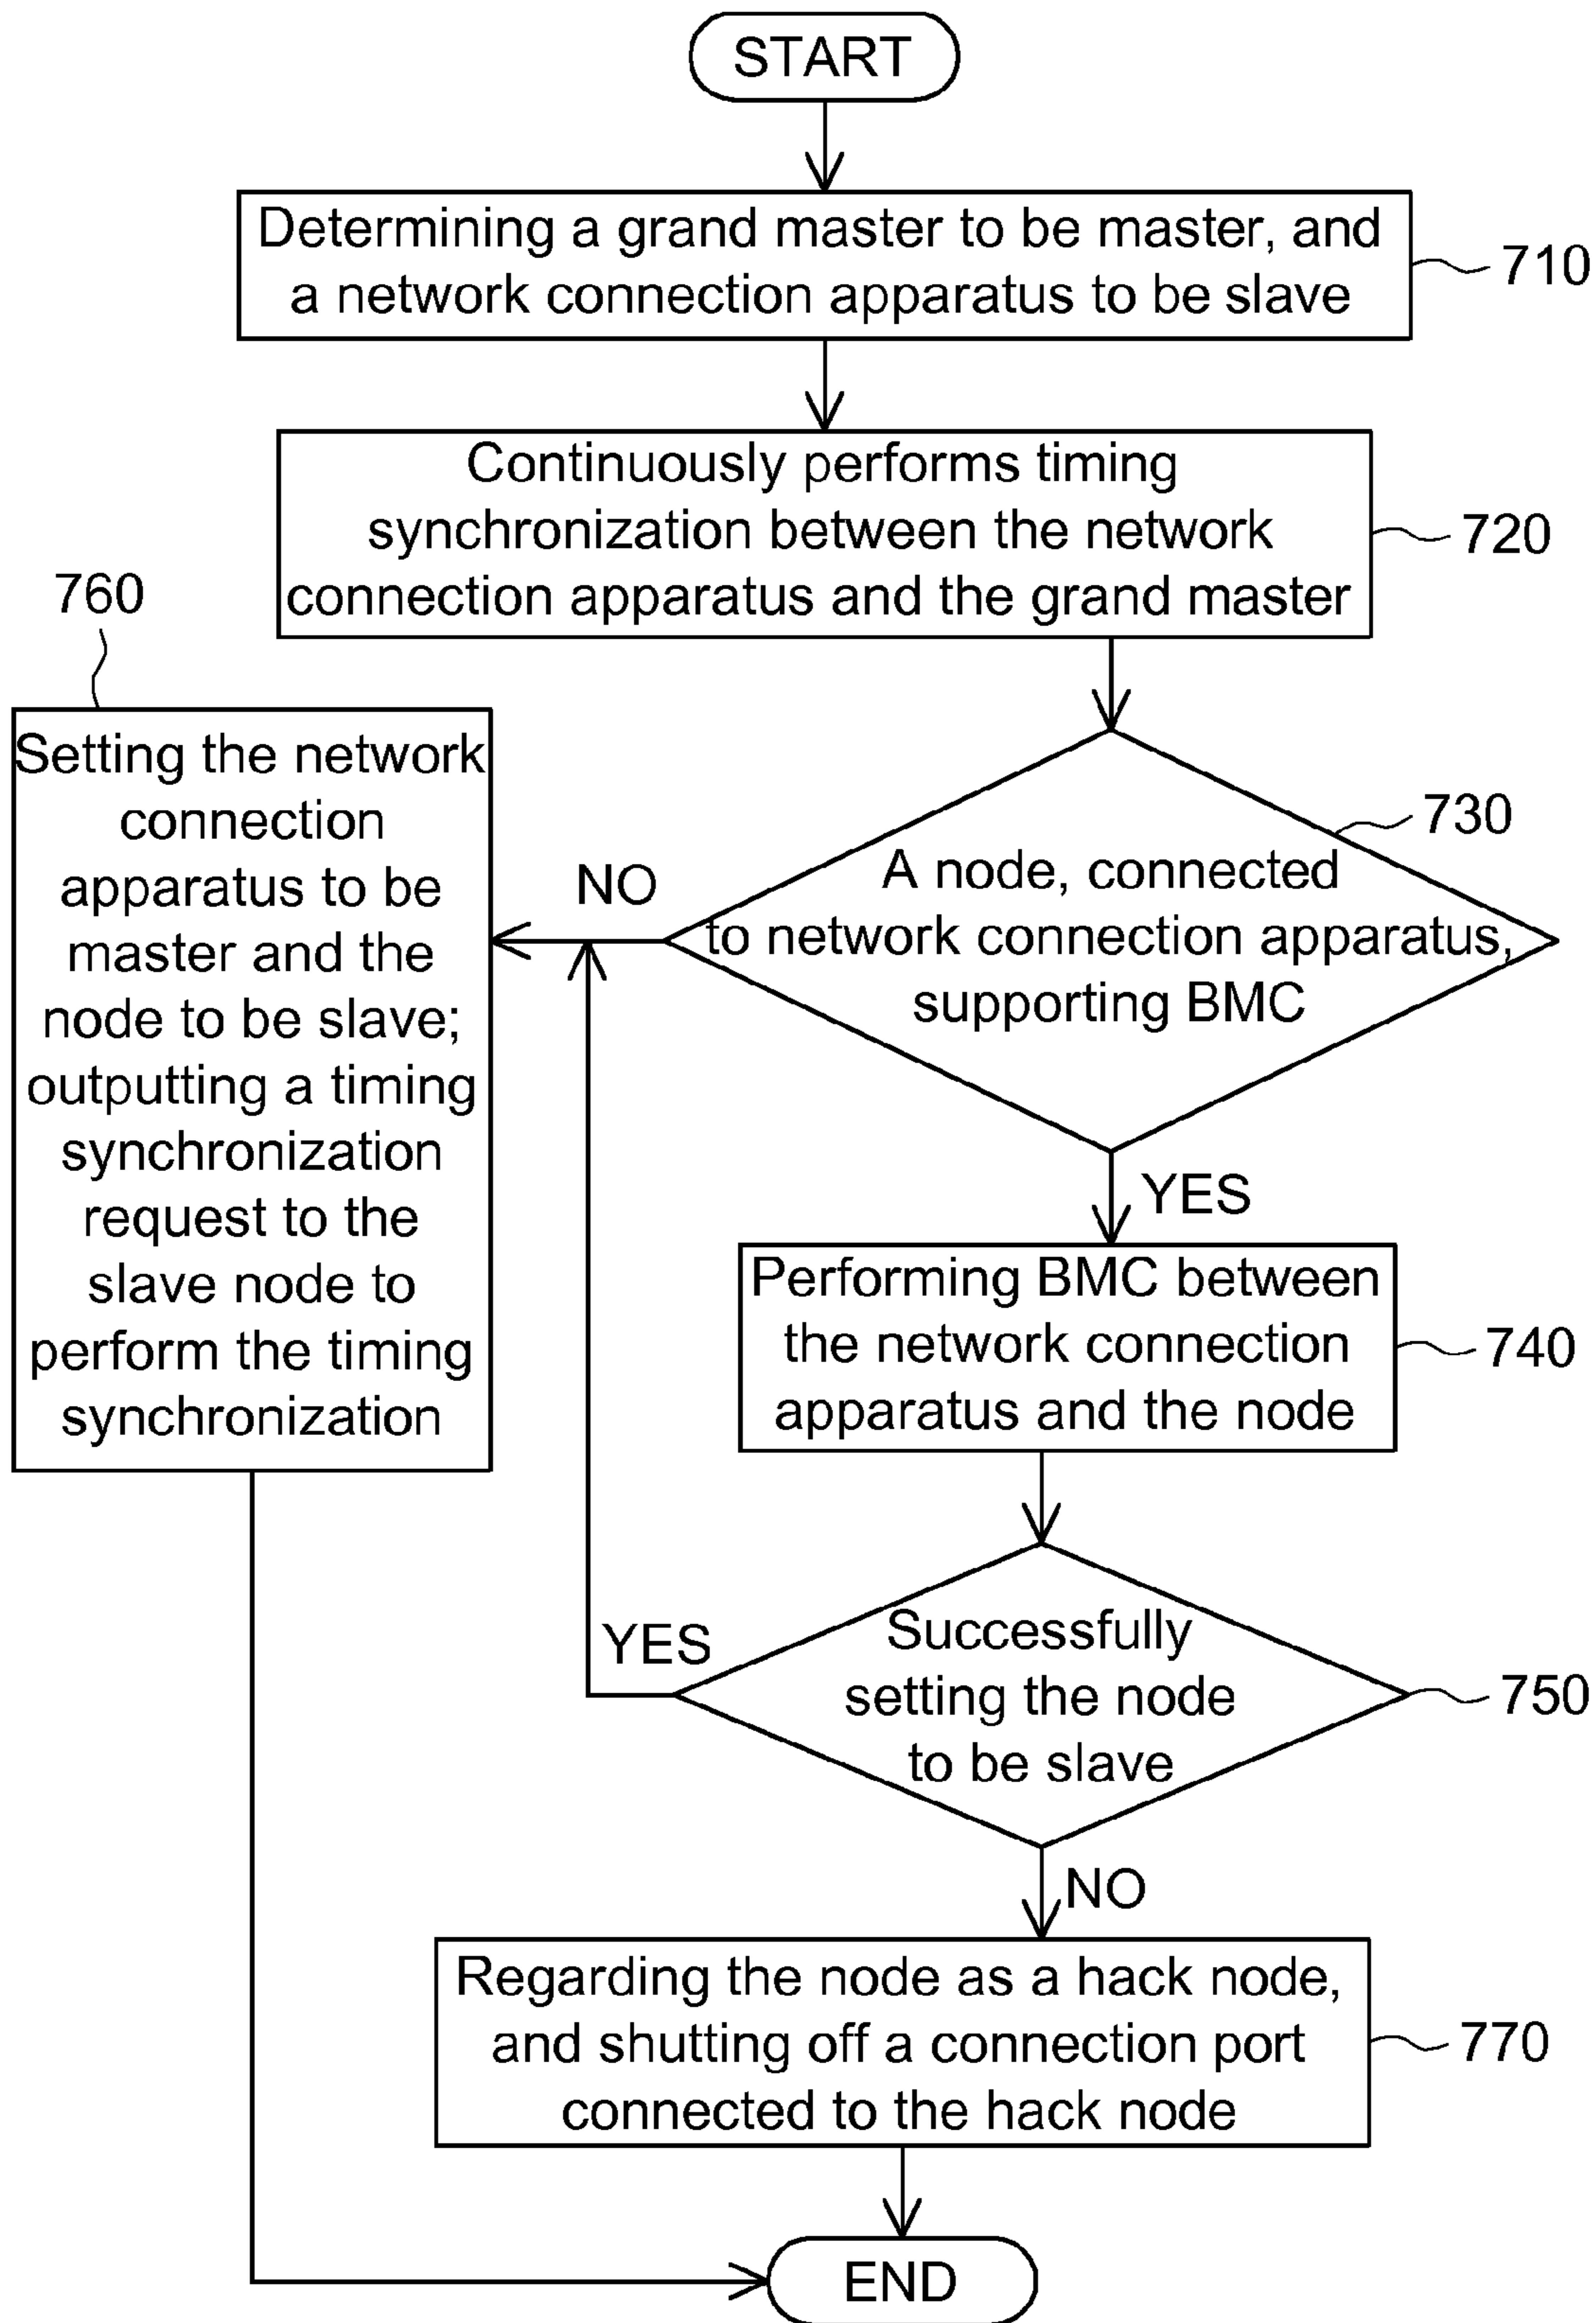 START
Determining a grand master to be master, and
a network connection apparatus to be slave
710
Continuously performs timing
synchronization between the network
connection apparatus and the grand master
720
760
Setting the network
connection
apparatus to be
master and the
node to be slave;
outputting a timing
synchronization
request to the
slave node to
perform the timing
synchronization
730
A node, connected
to network connection apparatus,
supporting BMC
NO
YES
Performing BMC between
the network connection
apparatus and the node
740
YES
Successfully
setting the node
to be slave
750
NO
Regarding the node as a hack node,
and shutting off a connection port
connected to the hack node
770
END